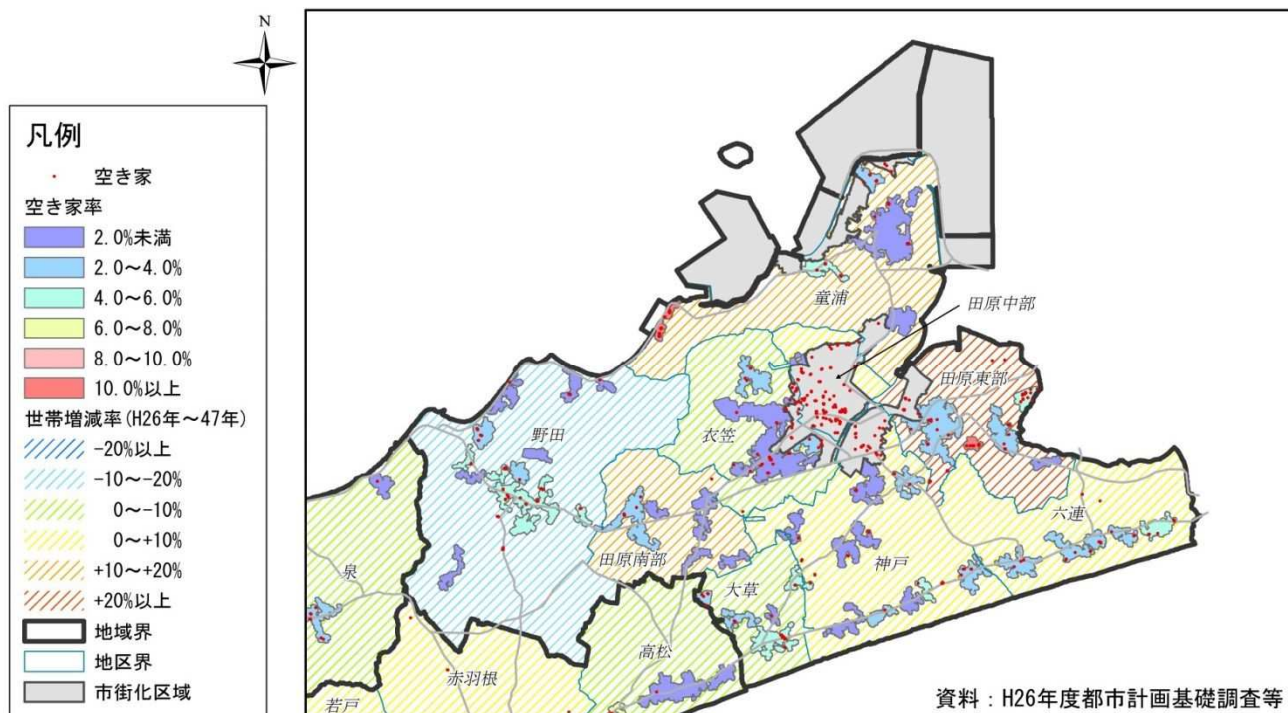 N
凡例
空き家
空き家率
2.0%未満
2.0～4.0%
4.0～6.0%
6.0～8.0%
8.0～10.0%
10.0%以上
世帯増減率(H26年～47年)
-20%以上
-10～-20%
0～-10%
0～+10%
+10～+20%
+20%以上
地域界
地区界
市街化区域
童浦
田原中部
田原東部
野田
衣笠
六連
田原南部
神戸
泉
大草
高松
赤羽根
若戸
資料：H26年度都市計画基礎調査等